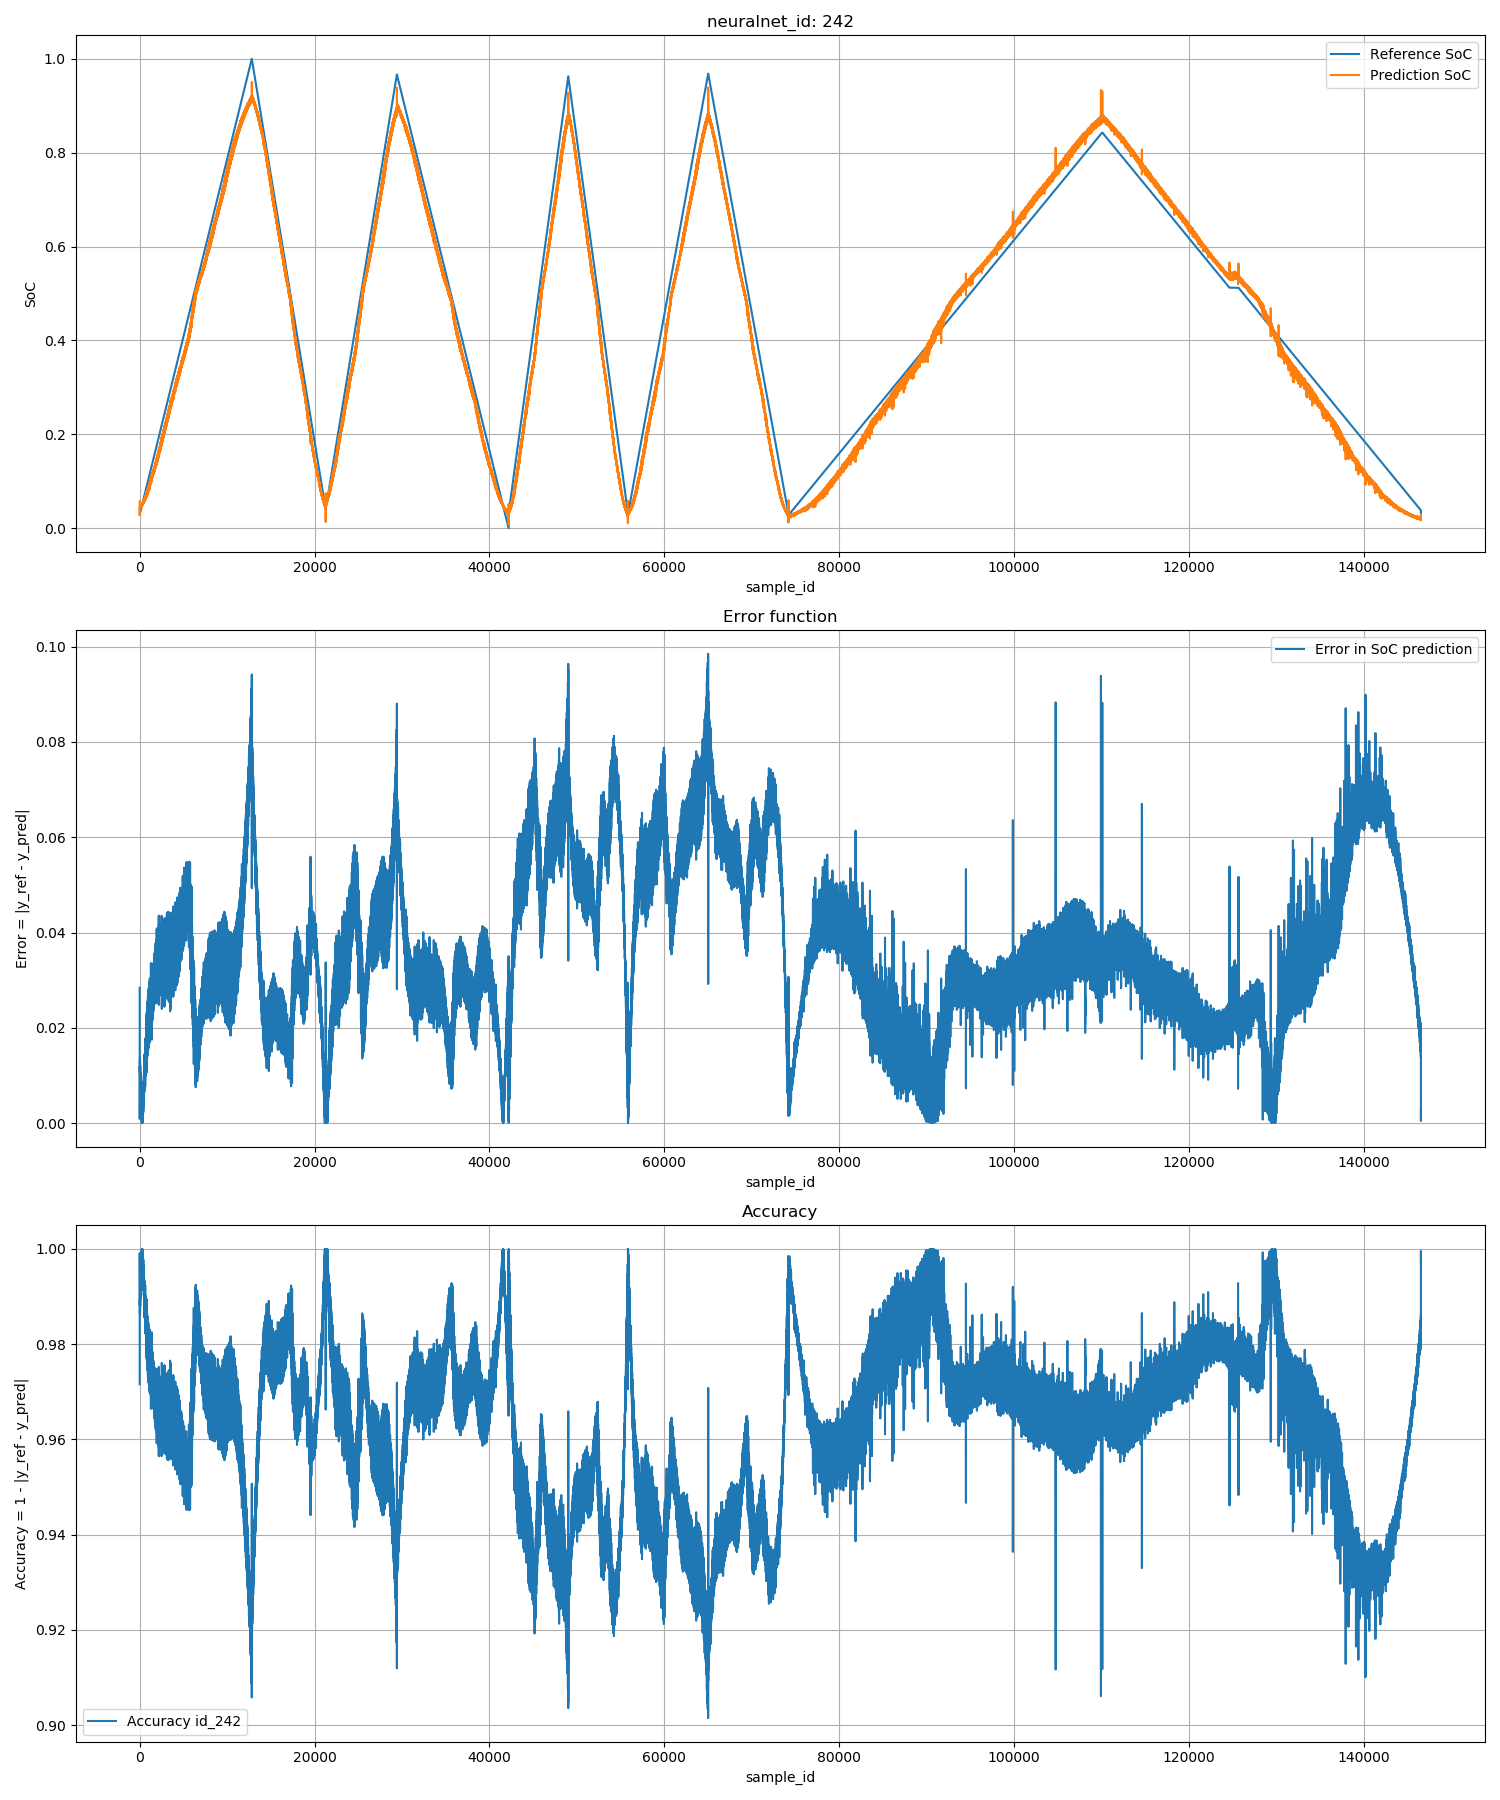 neuralnet_id: 242
Reference SoC
Prediction SoC
SoC
1.0
0.8
0.6
0.4
0.2
0.0
0 20000 40000 60000 80000 100000 120000 140000
sample_id
Error function
Error in SoC prediction
Error = |y_ref - y_pred|
0.10
0.08
0.06
0.04
0.02
0.00
0 20000 40000 60000 80000 100000 120000 140000
sample_id
Accuracy
Accuracy = 1 - |y_ref - y_pred|
1.00
0.98
0.96
0.94
0.92
0.90
Accuracy id_242
0 20000 40000 60000 80000 100000 120000 140000
sample_id